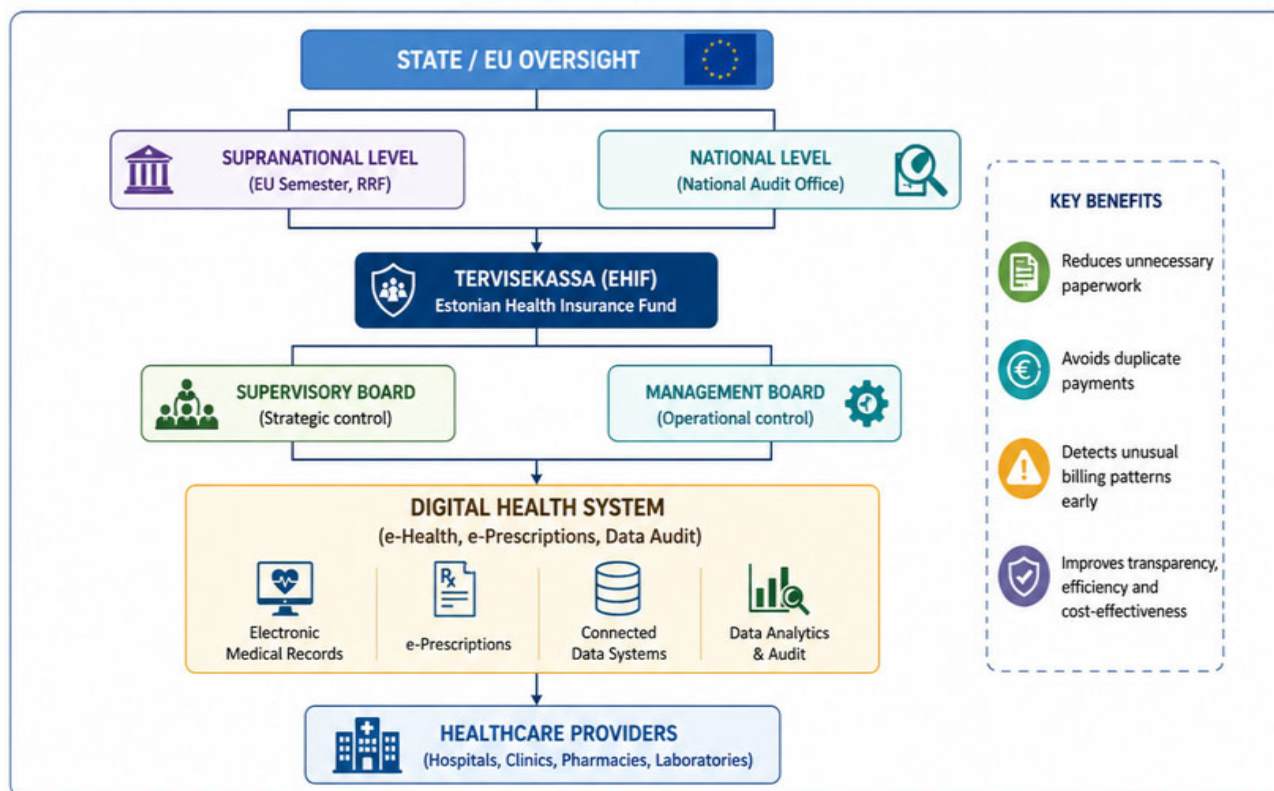 STATE / EU OVERSIGHT
SUPRANATIONAL LEVEL
(EU Semester, RRF)
NATIONAL LEVEL
(National Audit Office)
TERVISEKASSA (EHIF)
Estonian Health Insurance Fund
SUPERVISORY BOARD
(Strategic control)
MANAGEMENT BOARD
(Operational control)
DIGITAL HEALTH SYSTEM
(e-Health, e-Prescriptions, Data Audit)
Electronic
Medical Records
Rx
e-Prescriptions
Connected
Data Systems
Data Analytics
& Audit
HEALTHCARE PROVIDERS
(Hospitals, Clinics, Pharmacies, Laboratories)
KEY BENEFITS
Reduces unnecessary
paperwork
€
Avoids duplicate
payments
Detects unusual
billing patterns
early
Improves transparency,
efficiency and
cost-effectiveness